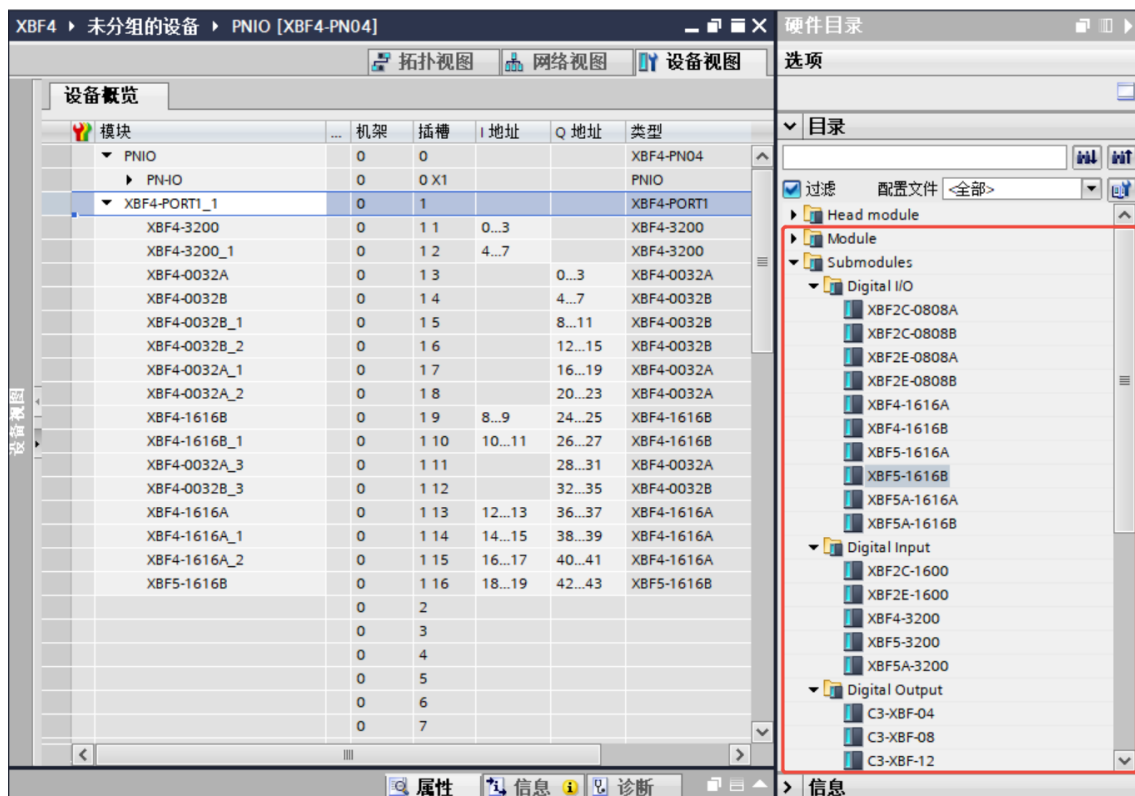 XBF4 ▸ 未分组的设备 ▸ PNIO [XBF4-PN04]
拓扑视图 网络视图 设备视图
设备概览
模块 ... 机架 插槽 I 地址 Q 地址 类型
PNIO 0 0 XBF4-PN04
PN-IO 0 0 X1 PNIO
XBF4-PORT1_1 0 1 XBF4-PORT1
XBF4-3200 0 1 1 0...3 XBF4-3200
XBF4-3200_1 0 1 2 4...7 XBF4-3200
XBF4-0032A 0 1 3 0...3 XBF4-0032A
XBF4-0032B 0 1 4 4...7 XBF4-0032B
XBF4-0032B_1 0 1 5 8...11 XBF4-0032B
XBF4-0032B_2 0 1 6 12...15 XBF4-0032B
XBF4-0032A_1 0 1 7 16...19 XBF4-0032A
XBF4-0032A_2 0 1 8 20...23 XBF4-0032A
XBF4-1616B 0 1 9 8...9 24...25 XBF4-1616B
XBF4-1616B_1 0 1 10 10...11 26...27 XBF4-1616B
XBF4-0032A_3 0 1 11 28...31 XBF4-0032A
XBF4-0032B_3 0 1 12 32...35 XBF4-0032B
XBF4-1616A 0 1 13 12...13 36...37 XBF4-1616A
XBF4-1616A_1 0 1 14 14...15 38...39 XBF4-1616A
XBF4-1616A_2 0 1 15 16...17 40...41 XBF4-1616A
XBF5-1616B 0 1 16 18...19 42...43 XBF5-1616B
0 2
0 3
0 4
0 5
0 6
0 7
设备视图
属性 信息 诊断
硬件目录
选项
目录
过滤 配置文件 <全部>
Head module
Module
Submodules
Digital I/O
XBF2C-0808A
XBF2C-0808B
XBF2E-0808A
XBF2E-0808B
XBF4-1616A
XBF4-1616B
XBF5-1616A
XBF5-1616B
XBF5A-1616A
XBF5A-1616B
Digital Input
XBF2C-1600
XBF2E-1600
XBF4-3200
XBF5-3200
XBF5A-3200
Digital Output
C3-XBF-04
C3-XBF-08
C3-XBF-12
信息